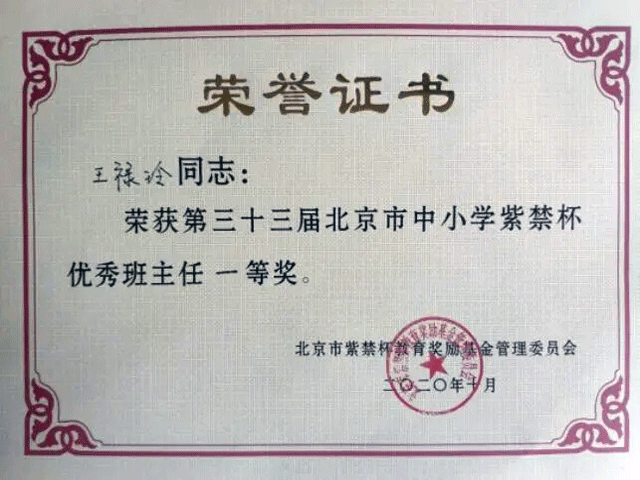 荣誉证书
王禄玲同志：
荣获第三十三届北京市中小学紫禁杯
优秀班主任 一等奖。
北京市紫禁杯教育奖励基金管理委员会
二〇二〇年十月